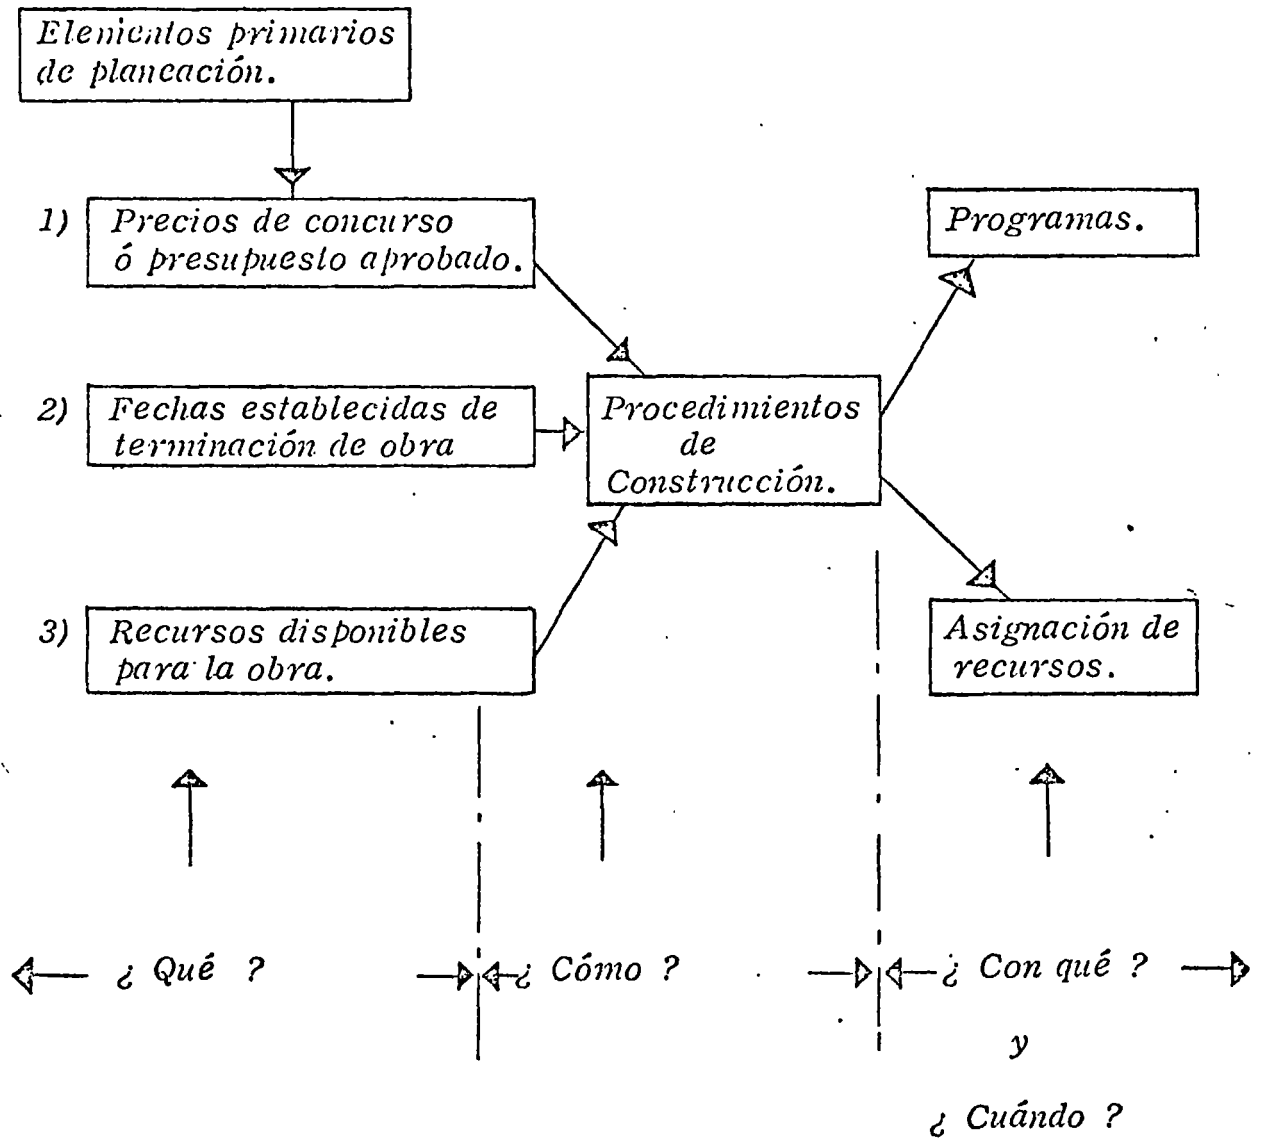 Elementos primarios
de planeación.
1) Precios de concurso
ó presupuesto aprobado.
Programas.
2) Fechas establecidas de
terminación de obra
Procedimientos
de
Construcción.
3) Recursos disponibles
para la obra.
Asignación de
recursos.
¿ Qué ?
¿ Cómo ?
¿ Con qué ?
y
¿ Cuándo ?